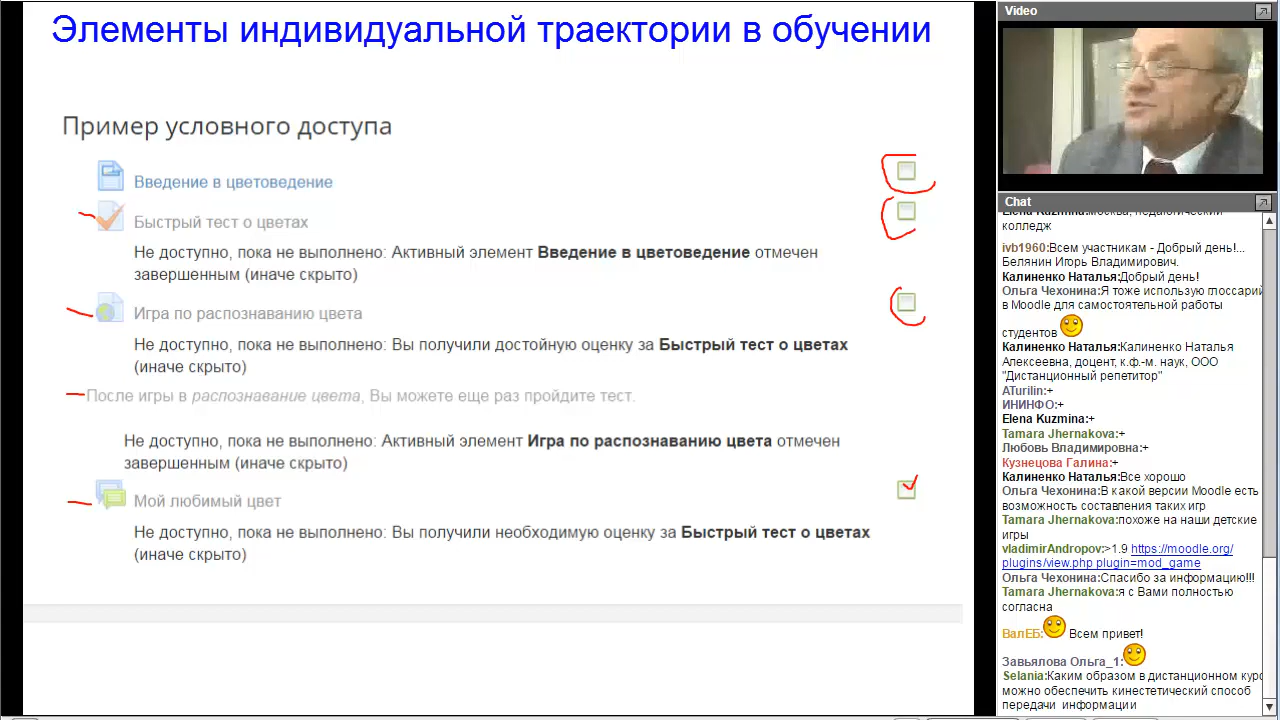 Элементы индивидуальной траектории в обучении
Пример условного доступа
Введение в цветоведение
Быстрый тест о цветах
Не доступно, пока не выполнено: Активный элемент Введение в цветоведение отмечен
завершенным (иначе скрыто)
Игра по распознаванию цвета
Не доступно, пока не выполнено: Вы получили достойную оценку за Быстрый тест о цветах
(иначе скрыто)
После игры в распознавание цвета, Вы можете еще раз пройдите тест.
Не доступно, пока не выполнено: Активный элемент Игра по распознаванию цвета отмечен
завершенным (иначе скрыто)
Мой любимый цвет
Не доступно, пока не выполнено: Вы получили необходимую оценку за Быстрый тест о цветах
(иначе скрыто)
Video
Chat
Elena Kuzmina:москва, педагогический
колледж
ivb1960:Всем участникам - Добрый день!...
Белянин Игорь Владимирович.
Калиненко Наталья:Добрый день!
Ольга Чехонина:Я тоже использую глоссарий
в Moodle для самостоятельной работы
студентов
Калиненко Наталья:Калиненко Наталья
Алексеевна, доцент, к.ф.-м. наук, ООО
"Дистанционный репетитор"
ATurilin:+
ИНИНФО:+
Elena Kuzmina:+
Tamara Jhernakova:+
Любовь Владимировна:+
Кузнецова Галина:+
Калиненко Наталья:Все хорошо
Ольга Чехонина:В какой версии Moodle есть
возможность составления таких игр
Tamara Jhernakova:похоже на наши детские
игры
vladimirAndropov:>1.9 https://moodle.org/
plugins/view.php plugin=mod_game
Ольга Чехонина:Спасибо за информацию!!!
Tamara Jhernakova:я с Вами полностью
согласна
ВалЕБ: Всем привет!
Завьялова Ольга_1:
Selania:Каким образом в дистанционном курс
можно обеспечить кинестетический способ
передачи информации